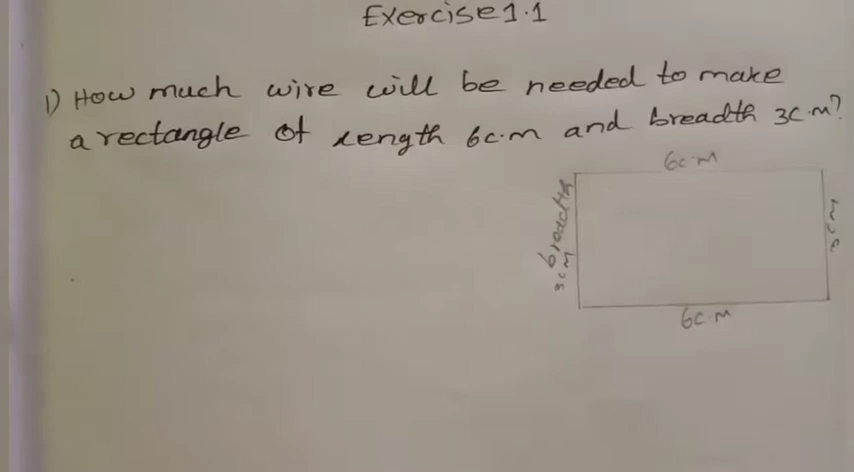 Exercise 1.1
1) How much wire will be needed to make
a rectangle of length 6c.m and breadth 3c.m?
6c.m
breadth
3cm
3cm
6c.m